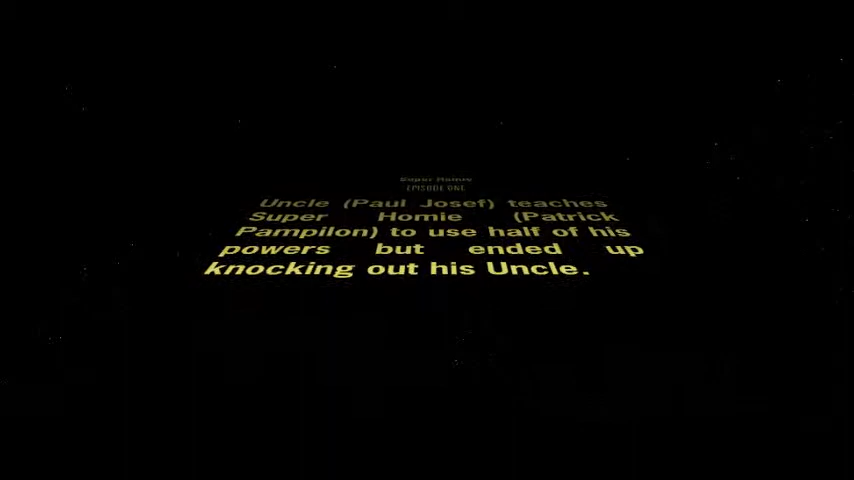 Super Homie
EPISODE ONE
Uncle (Paul Josef) teaches
Super Homie (Patrick
Pampilon) to use half of his
powers but ended up
knocking out his Uncle.